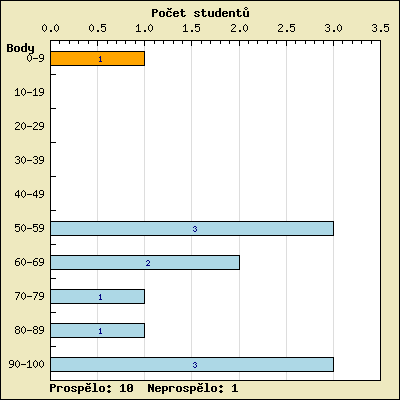 Počet studentů
0.0 0.5 1.0 1.5 2.0 2.5 3.0 3.5
Body
0-9 1
10-19
20-29
30-39
40-49
50-59 3
60-69 2
70-79 1
80-89 1
90-100 3
Prospělo: 10 Neprospělo: 1